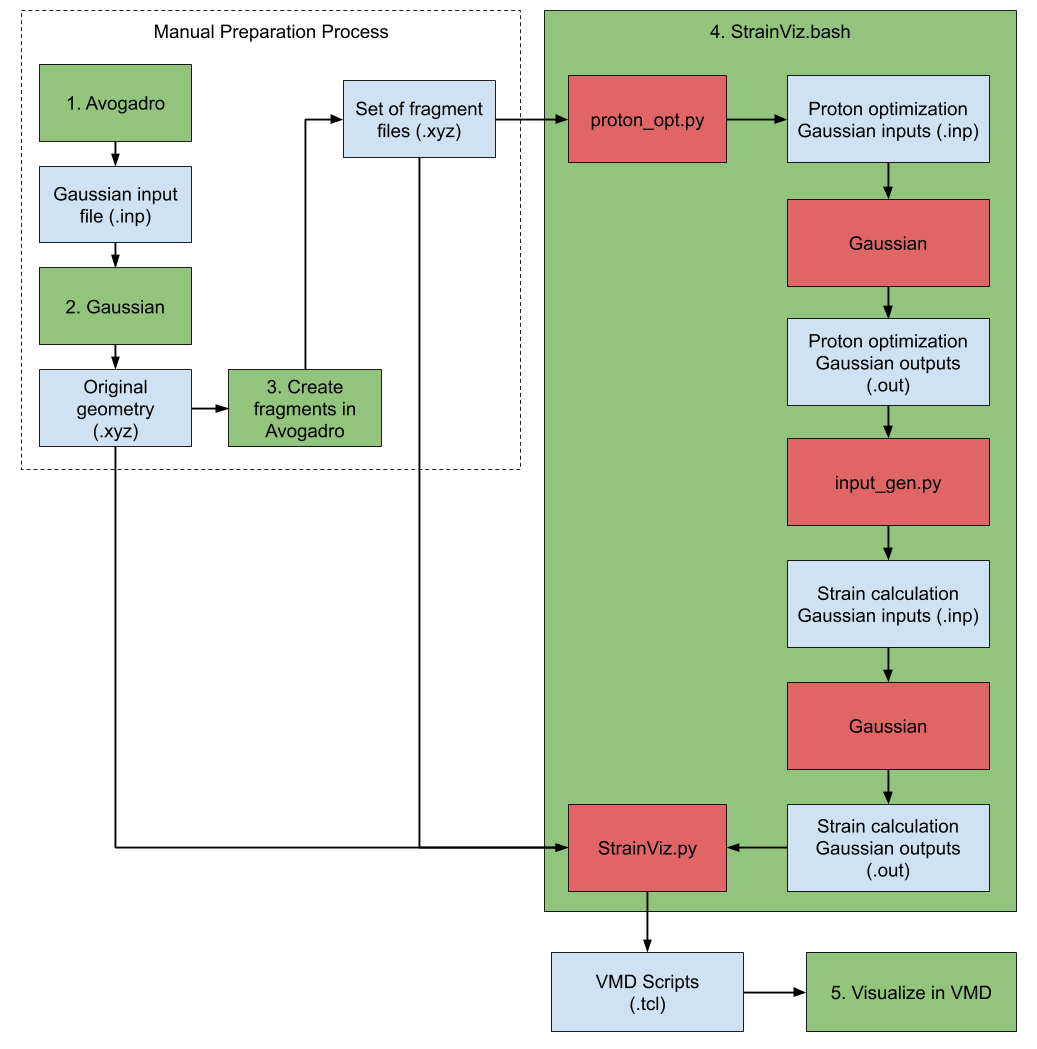 Manual Preparation Process
1. Avogadro
Gaussian input
file (.inp)
2. Gaussian
Original
geometry
(.xyz)
3. Create
fragments in
Avogadro
Set of fragment
files (.xyz)
4. StrainViz.bash
proton_opt.py
Proton optimization
Gaussian inputs (.inp)
Gaussian
Proton optimization
Gaussian outputs
(.out)
input_gen.py
Strain calculation
Gaussian inputs (.inp)
Gaussian
Strain calculation
Gaussian outputs
(.out)
StrainViz.py
VMD Scripts
(.tcl)
5. Visualize in VMD